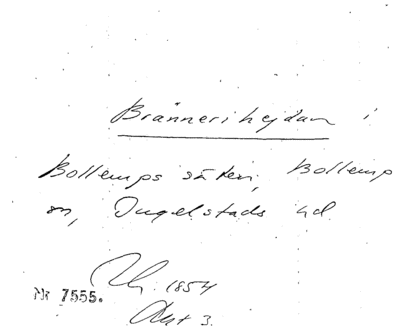 Brännerihejdan i
Bollerups säteri, Bollerup
sn, Ingelstads hd
1854
Nr 7555.
Akt 3.